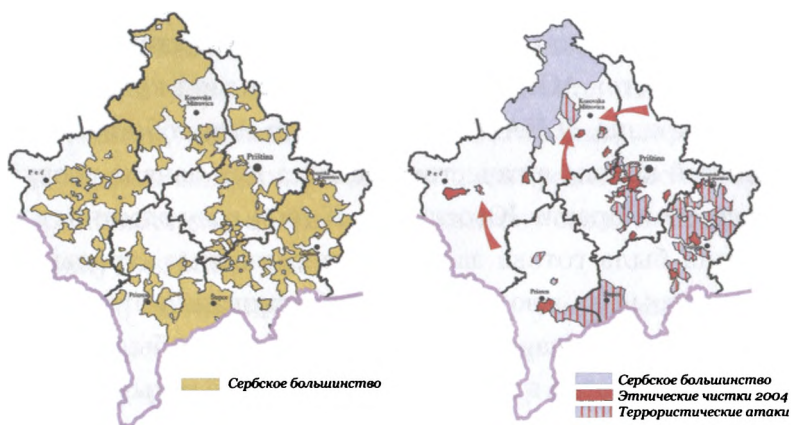 Kosovska
Mitrovica
Peć
Priština
Prizren
Сербское большинство
Kosovska
Mitrovica
Peć
Priština
Prizren
Сербское большинство
Этнические чистки 2004
Террористические атаки